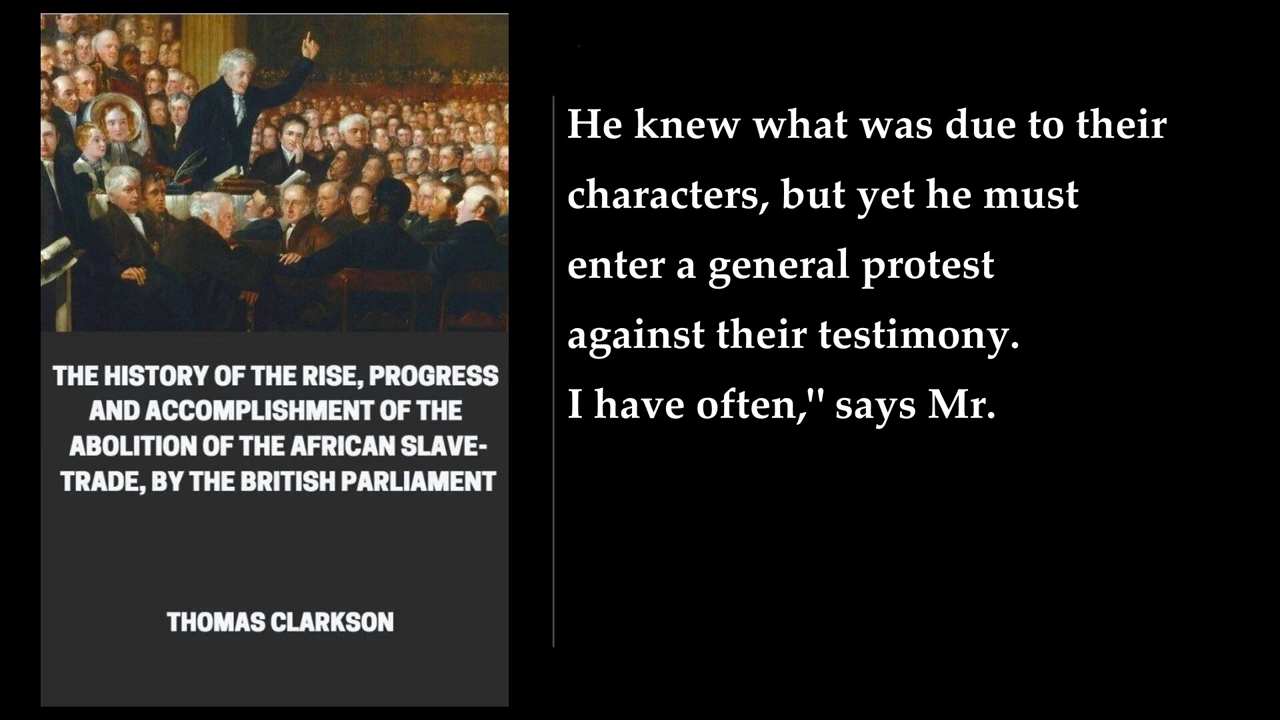 THE HISTORY OF THE RISE, PROGRESS
AND ACCOMPLISHMENT OF THE
ABOLITION OF THE AFRICAN SLAVE-
TRADE, BY THE BRITISH PARLIAMENT
THOMAS CLARKSON
He knew what was due to their
characters, but yet he must
enter a general protest
against their testimony.
I have often," says Mr.